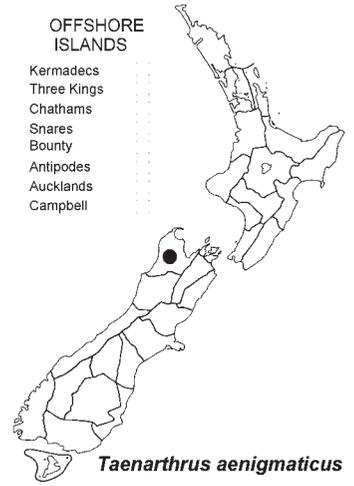 OFFSHORE
ISLANDS
Kermadecs
Three Kings
Chathams
Snares
Bounty
Antipodes
Aucklands
Campbell
Taenarthrus aenigmaticus